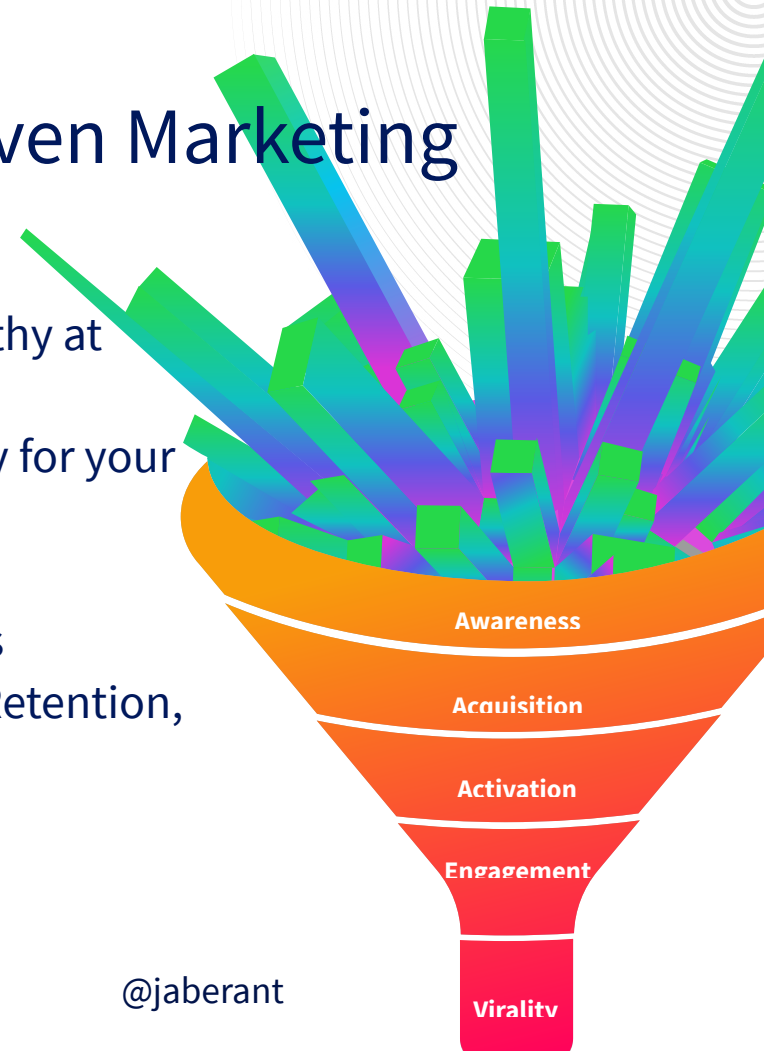 ven Marketing
thy at
y for your
s
Retention,
Awareness
Acquisition
Activation
Engagement
Virality
@jaberant